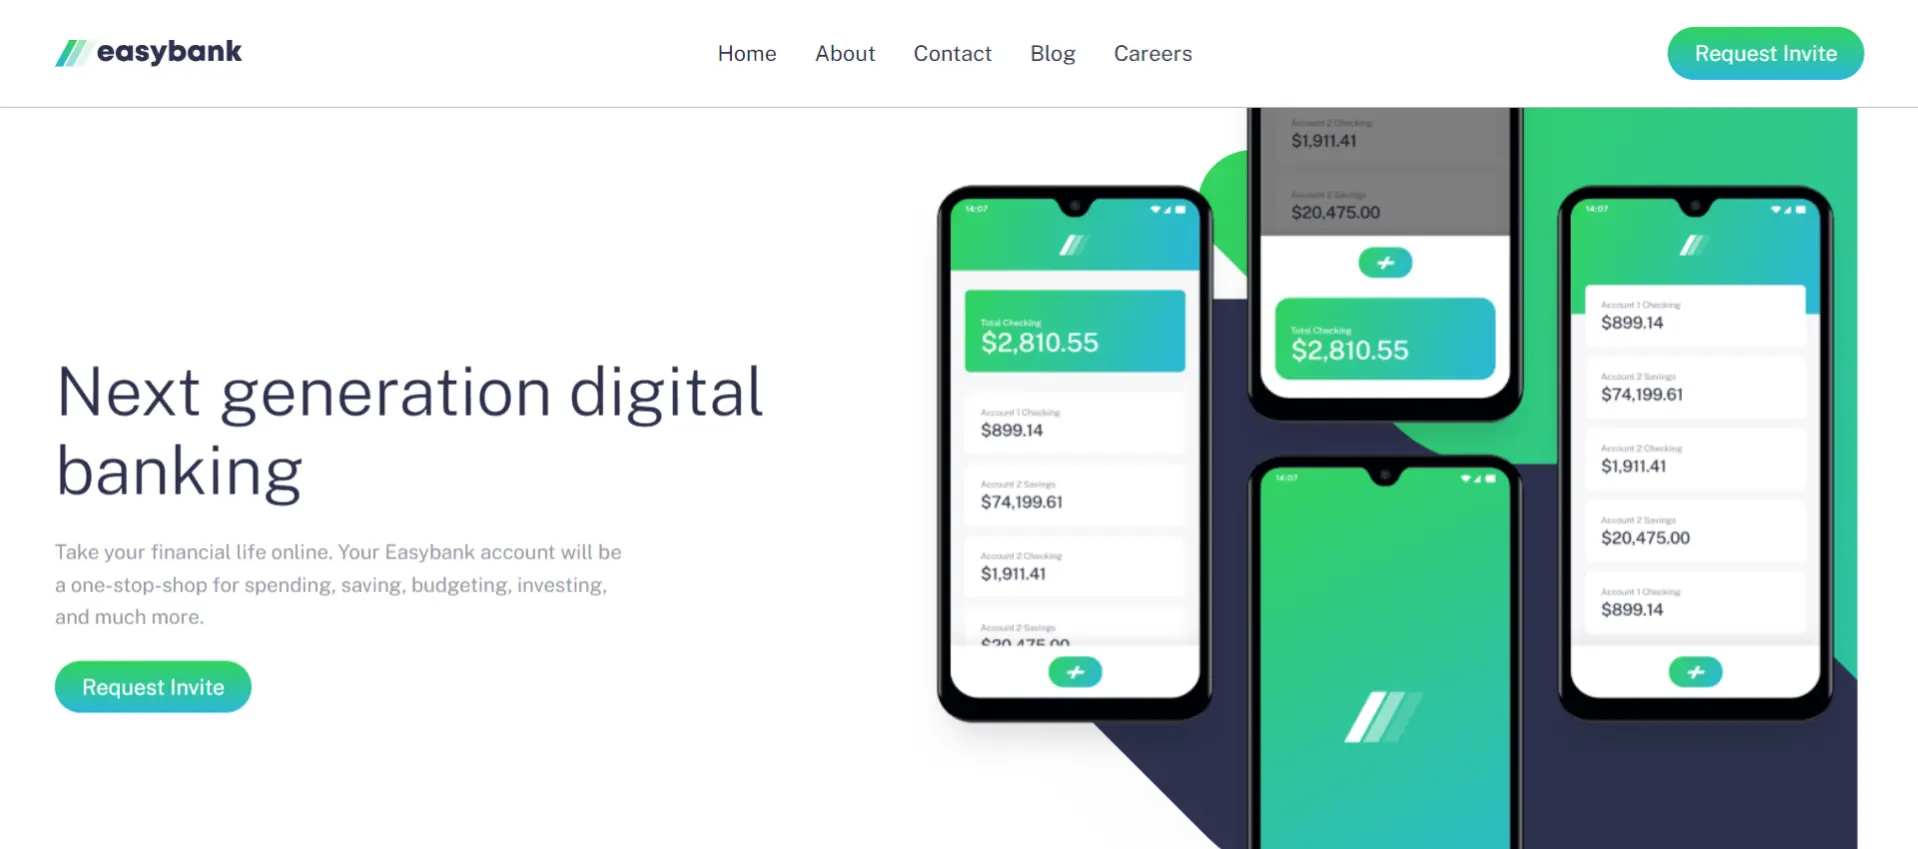 easybank
Home
About
Contact
Blog
Careers
Request Invite
Next generation digital
banking
Take your financial life online. Your Easybank account will be
a one-stop-shop for spending, saving, budgeting, investing,
and much more.
Request Invite
14:07
Total Checking
$2,810.55
Account 1 Checking
$899.14
Account 2 Savings
$74,199.61
Account 2 Checking
$1,911.41
Account 2 Savings
$20,475.00
Account 2 Checking
$1,911.41
Account 2 Savings
$20,475.00
Total Checking
$2,810.55
14:07
14:07
Account 1 Checking
$899.14
Account 2 Savings
$74,199.61
Account 2 Checking
$1,911.41
Account 2 Savings
$20,475.00
Account 1 Checking
$899.14